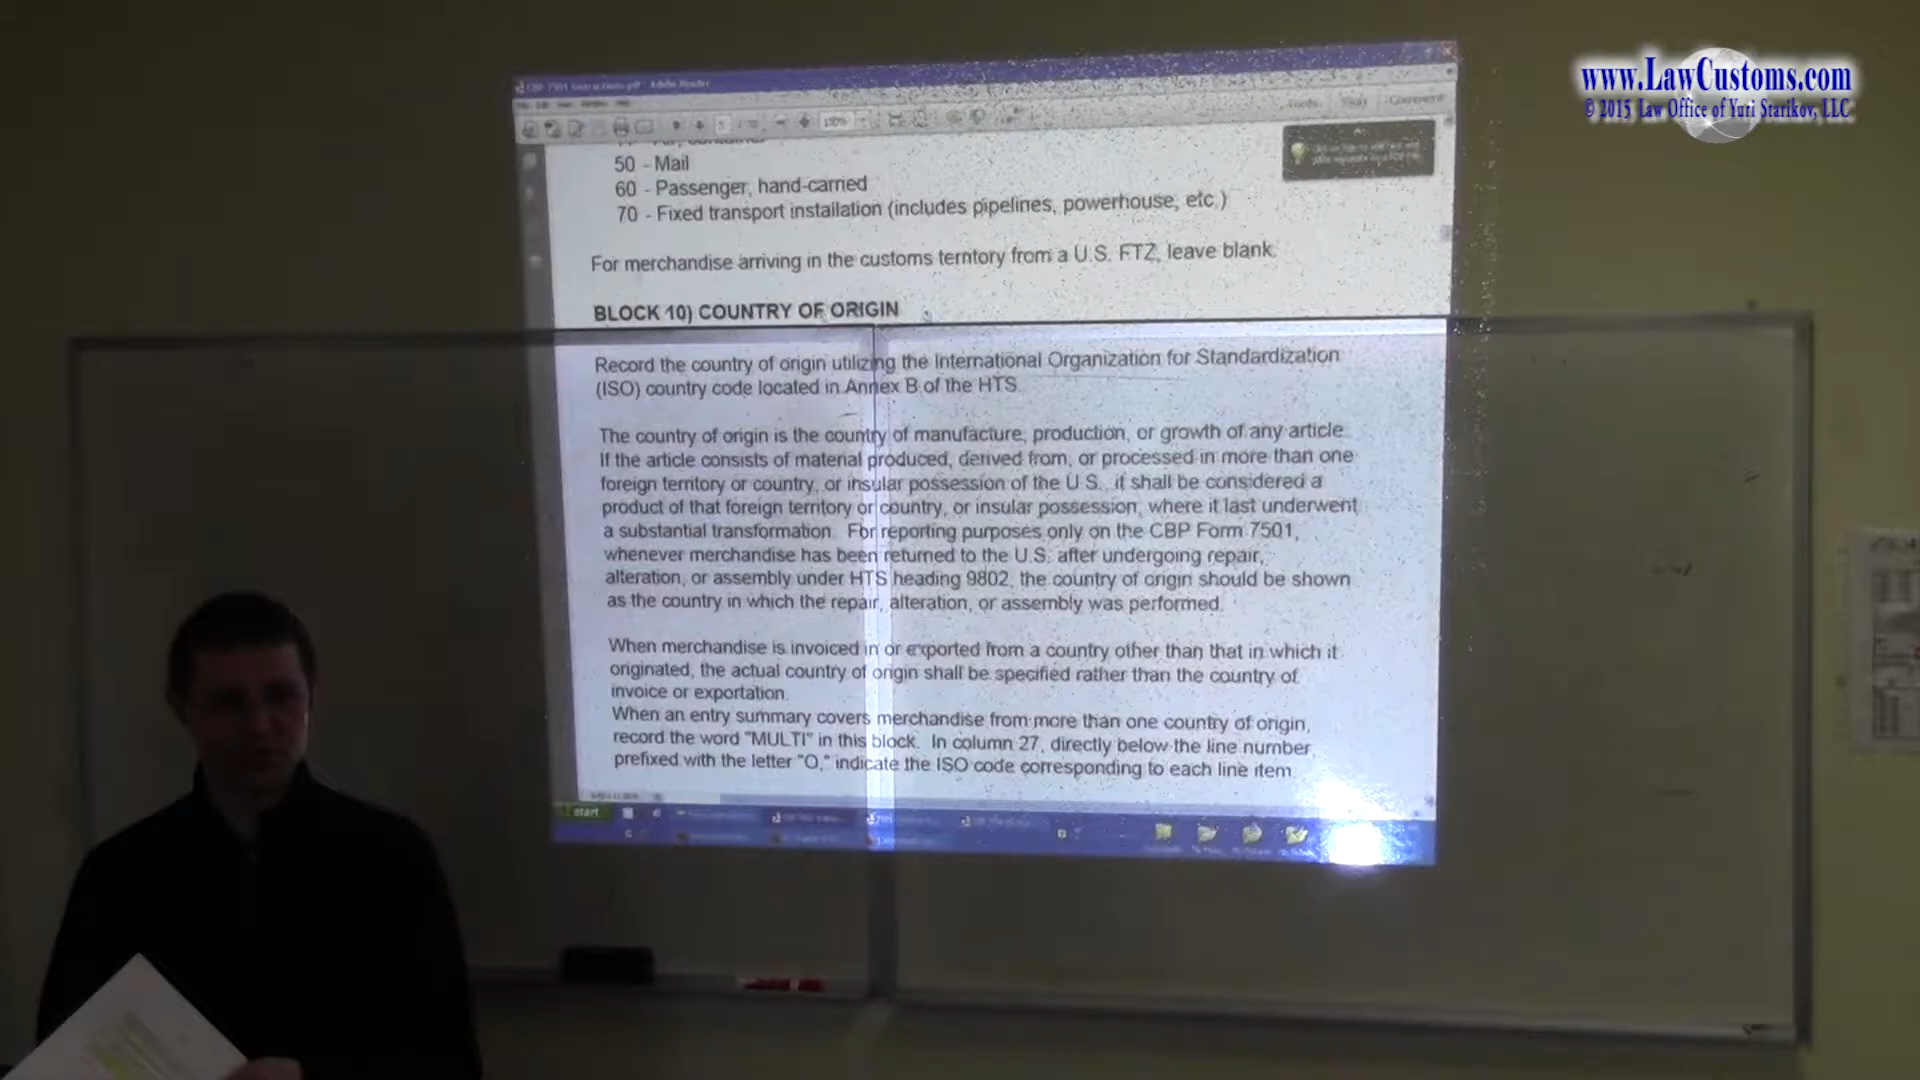 www.LawCustoms.com
© 2015 Law Office of Yuri Starikov, LLC
CBP 7501 Instructions.pdf - Adobe Reader
Tools Sign Comment
50 - Mail
60 - Passenger, hand-carried
70 - Fixed transport installation (includes pipelines, powerhouse, etc.)
For merchandise arriving in the customs territory from a U.S. FTZ, leave blank.
BLOCK 10) COUNTRY OF ORIGIN
Record the country of origin utilizing the International Organization for Standardization
(ISO) country code located in Annex B of the HTS.
The country of origin is the country of manufacture, production, or growth of any article.
If the article consists of material produced, derived from, or processed in more than one
foreign territory or country, or insular possession of the U.S., it shall be considered a
product of that foreign territory or country, or insular possession, where it last underwent
a substantial transformation. For reporting purposes only on the CBP Form 7501,
whenever merchandise has been returned to the U.S. after undergoing repair,
alteration, or assembly under HTS heading 9802, the country of origin should be shown
as the country in which the repair, alteration, or assembly was performed.
When merchandise is invoiced in or exported from a country other than that in which it
originated, the actual country of origin shall be specified rather than the country of
invoice or exportation.
When an entry summary covers merchandise from more than one country of origin,
record the word "MULTI" in this block. In column 27, directly below the line number
prefixed with the letter "O," indicate the ISO code corresponding to each line item.
start